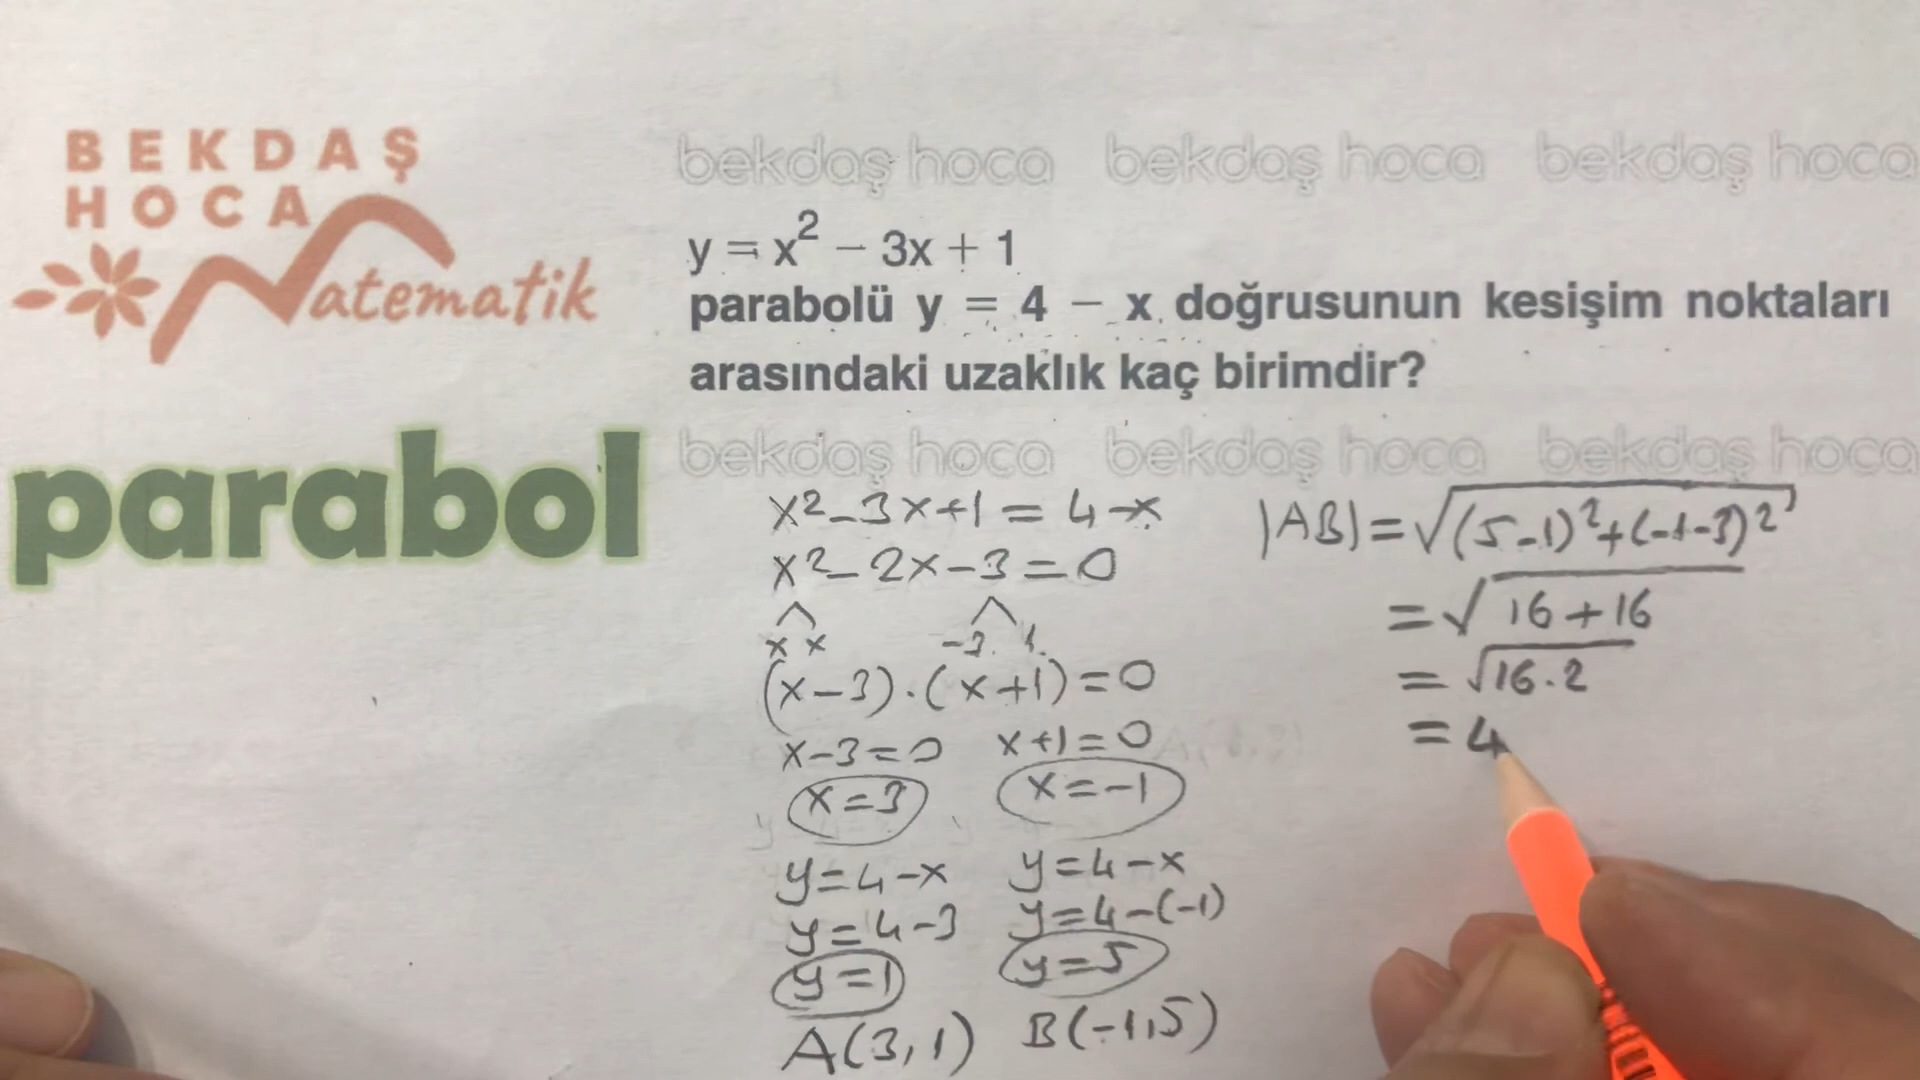 BEKDAŞ
HOCA
Matematik
parabol
bekdaş hoca bekdaş hoca bekdaş hoca
y = x² − 3x + 1
parabolü y = 4 − x doğrusunun kesişim noktaları
arasındaki uzaklık kaç birimdir?
bekdaş hoca bekdaş hoca bekdaş hoca
x²-3x+1=4-x
x²-2x-3=0
x x -3 1
(x-3).(x+1)=0
x-3=0 x+1=0
x=3 x=-1
y=4-x y=4-x
y=4-3 y=4-(-1)
y=1 y=5
A(3,1) B(-1,5)
|AB|=√(5-1)²+(-1-3)²
=√16+16
=√16.2
=4